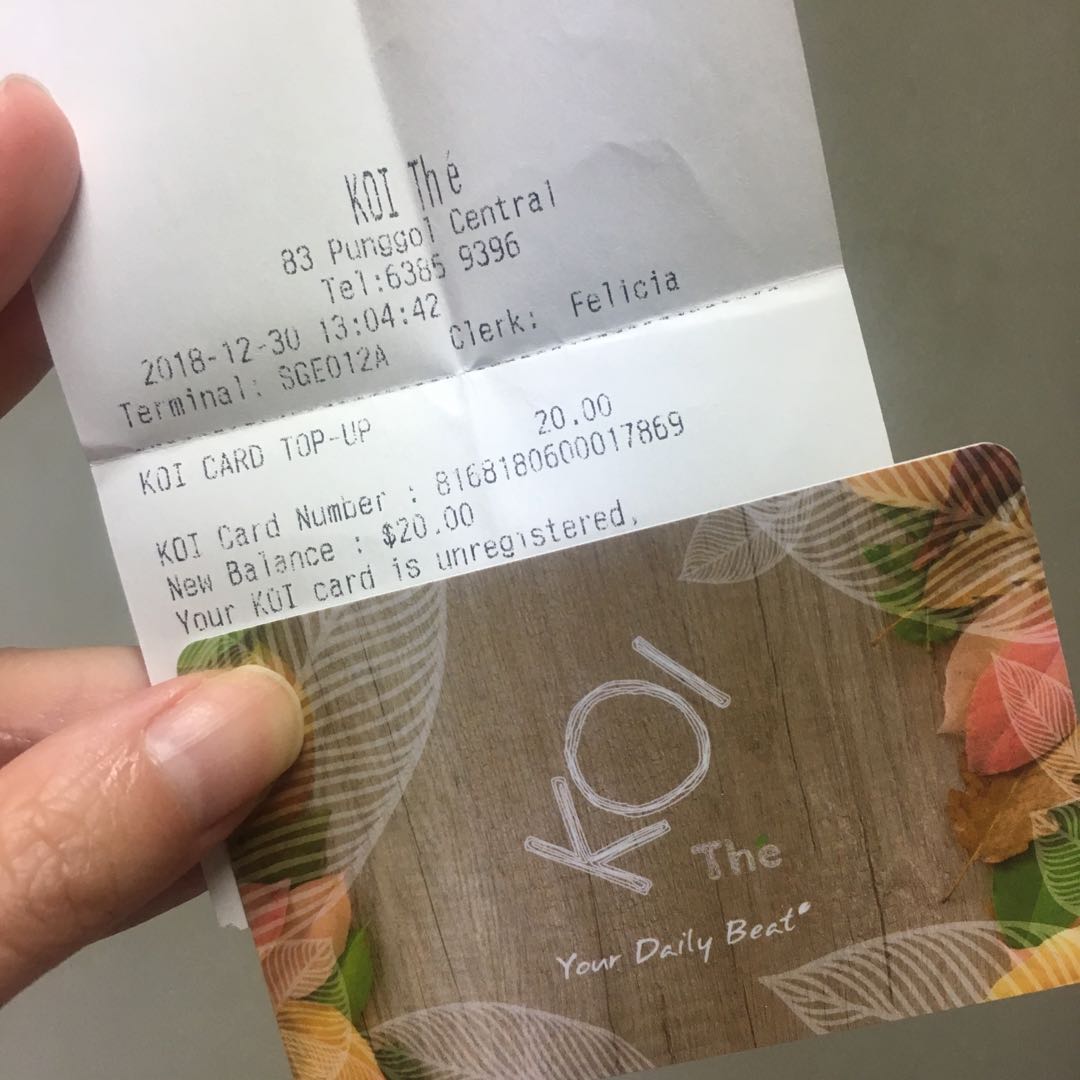 KOI Thé
83 Punggol Central
Tel:6386 9396
2018-12-30 13:04:42
Terminal: SGE012A Clerk: Felicia
KOI CARD TOP-UP 20.00
KOI Card Number : 8168180600017869
New Balance : $20.00
Your KOI card is unregistered.
KOI
Thé
Your Daily Beat